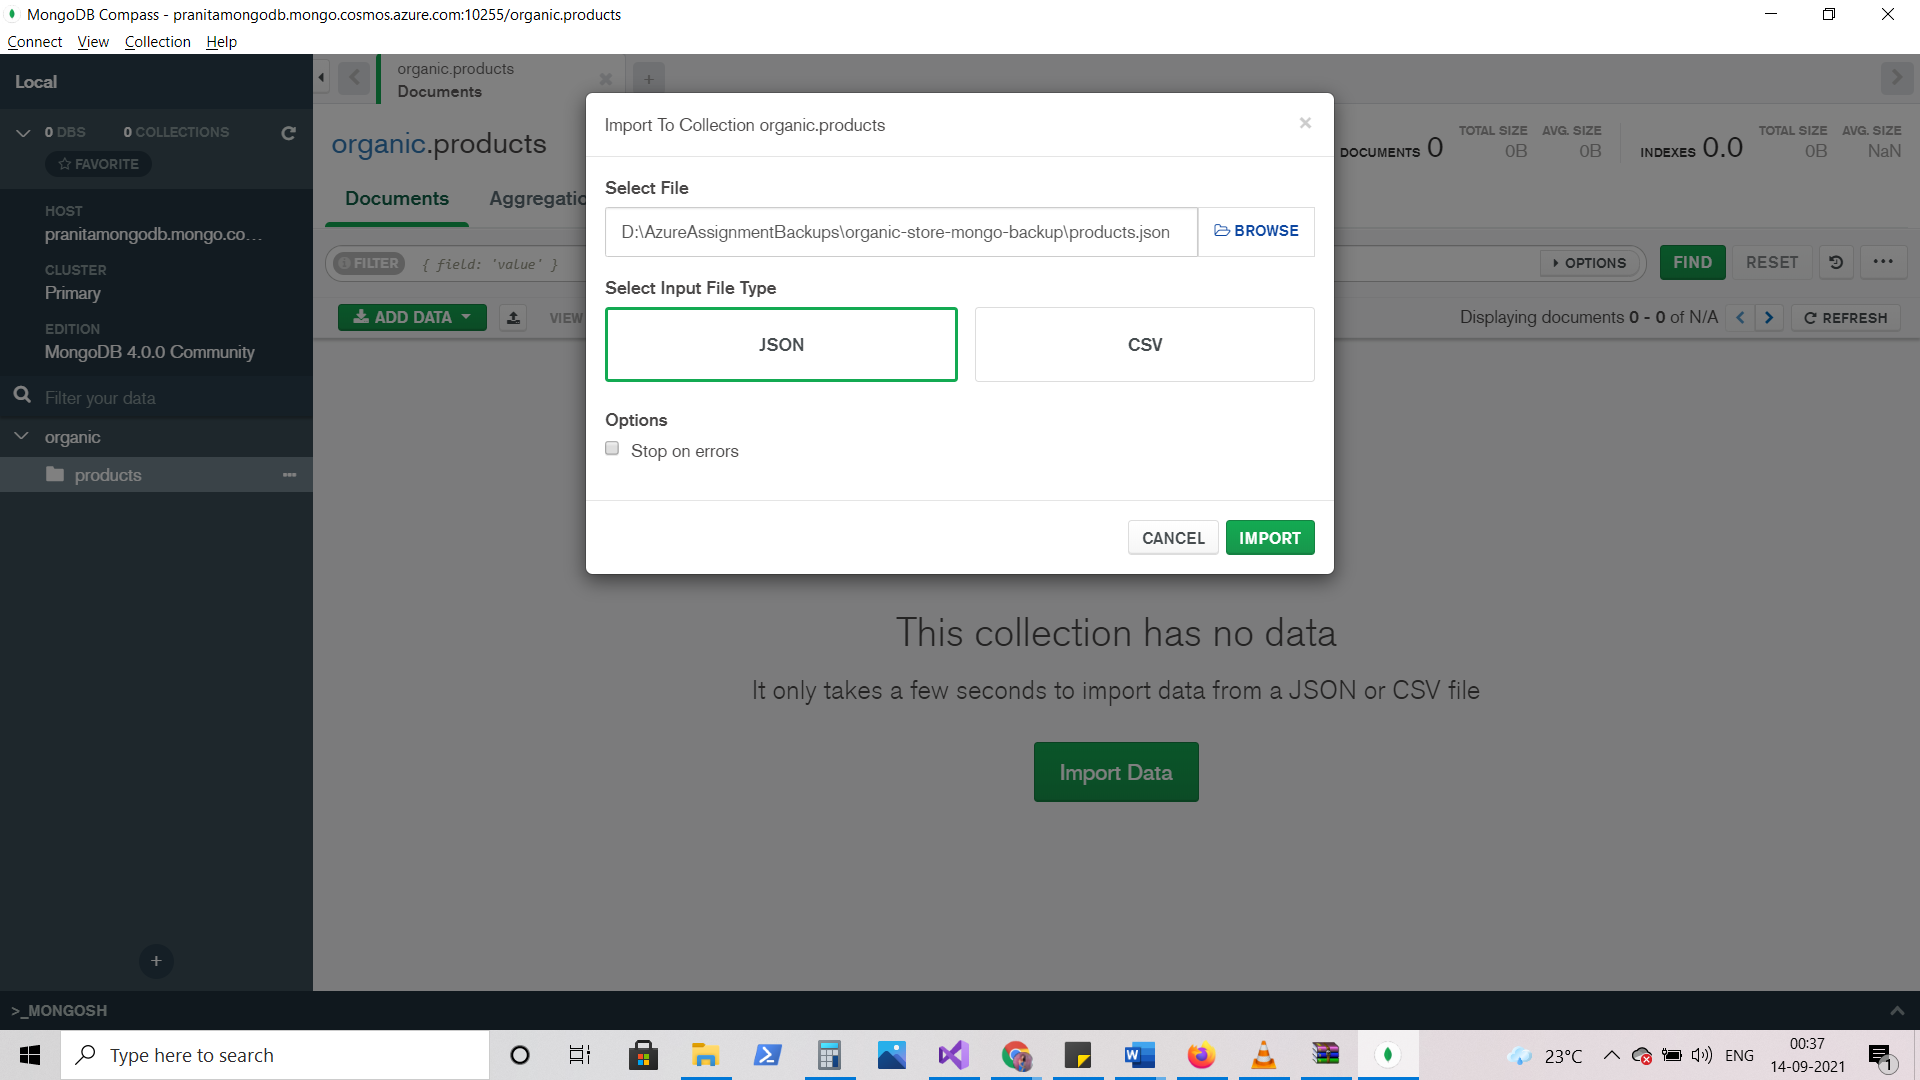 MongoDB Compass - pranitamongodb.mongo.cosmos.azure.com:10255/organic.products
Connect View Collection Help
Local
0 DBS 0 COLLECTIONS
FAVORITE
HOST
pranitamongodb.mongo.co...
CLUSTER
Primary
EDITION
MongoDB 4.0.0 Community
Filter your data
organic
products
>_MONGOSH
organic.products
Documents
organic.products
DOCUMENTS 0
TOTAL SIZE AVG. SIZE
0B 0B
INDEXES 0.0
TOTAL SIZE AVG. SIZE
0B NaN
Documents Aggregatio
FILTER { field: 'value' }
OPTIONS FIND RESET
ADD DATA VIEW
Displaying documents 0 - 0 of N/A REFRESH
Import To Collection organic.products
Select File
D:\AzureAssignmentBackups\organic-store-mongo-backup\products.json
BROWSE
Select Input File Type
JSON CSV
Options
Stop on errors
CANCEL IMPORT
This collection has no data
It only takes a few seconds to import data from a JSON or CSV file
Import Data
Type here to search
23°C ENG
00:37
14-09-2021
1